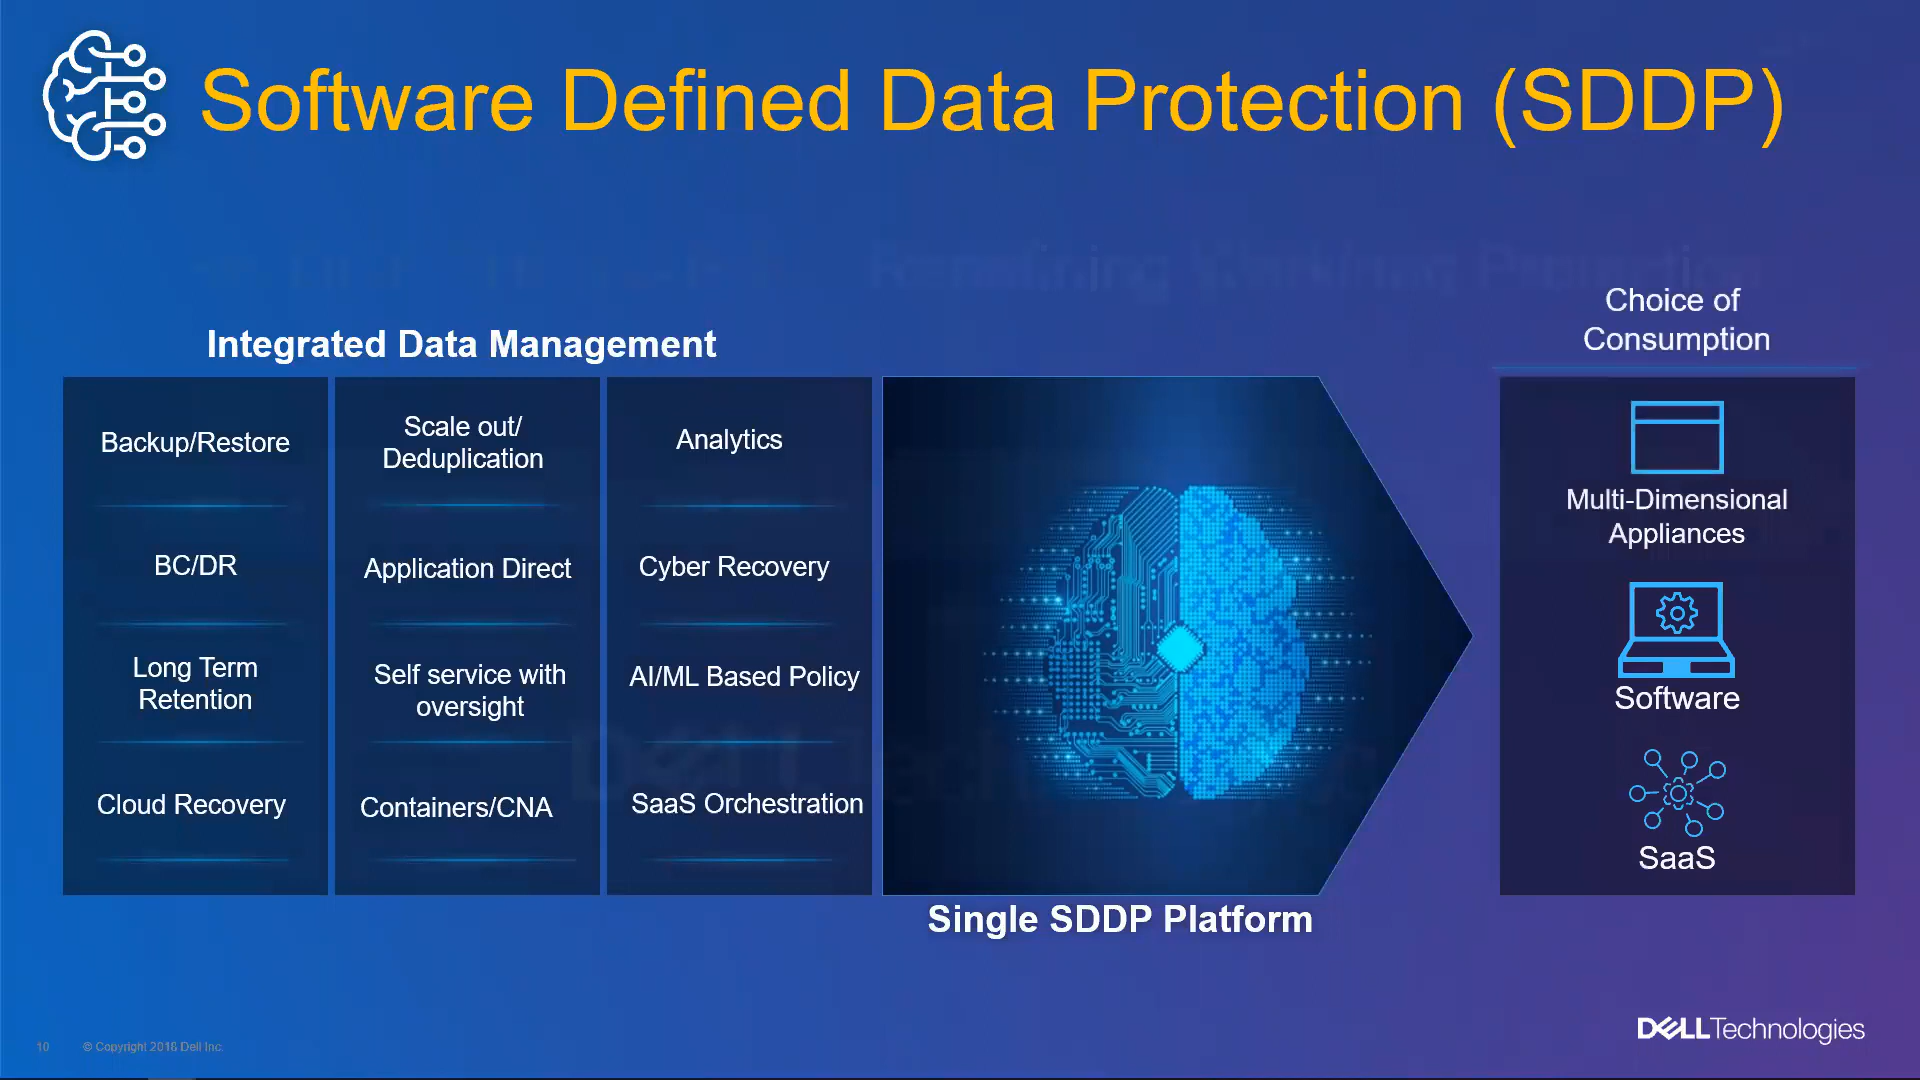 Software Defined Data Protection (SDDP)
Integrated Data Management
Backup/Restore
BC/DR
Long Term
Retention
Cloud Recovery
Scale out/
Deduplication
Application Direct
Self service with
oversight
Containers/CNA
Analytics
Cyber Recovery
AI/ML Based Policy
SaaS Orchestration
Single SDDP Platform
Choice of
Consumption
Multi-Dimensional
Appliances
Software
SaaS
10
© Copyright 2018 Dell Inc.
DELLTechnologies